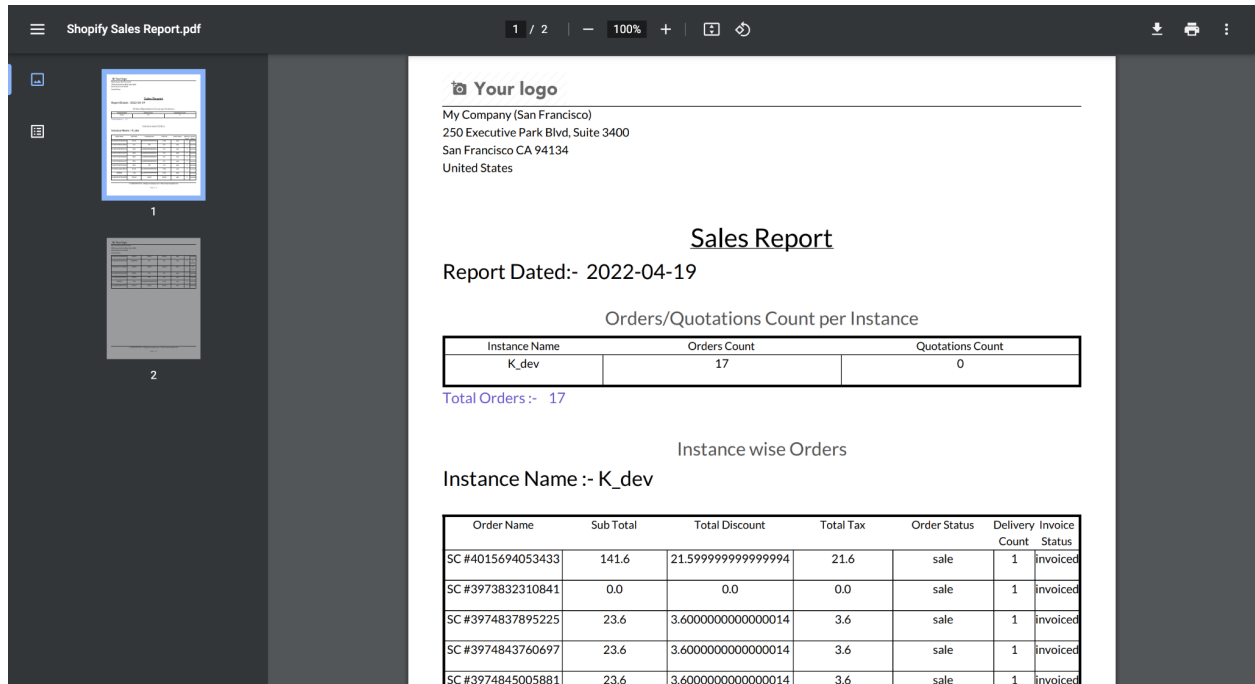 Shopify Sales Report.pdf
1 / 2 — 100% +
1
2
Your logo
My Company (San Francisco)
250 Executive Park Blvd, Suite 3400
San Francisco CA 94134
United States
Sales Report
Report Dated:- 2022-04-19
Orders/Quotations Count per Instance
Instance Name Orders Count Quotations Count
K_dev 17 0
Total Orders :- 17
Instance wise Orders
Instance Name :- K_dev
Order Name Sub Total Total Discount Total Tax Order Status Delivery Count Invoice Status
SC #4015694053433 141.6 21.599999999999994 21.6 sale 1 invoiced
SC #3973832310841 0.0 0.0 0.0 sale 1 invoiced
SC #3974837895225 23.6 3.6000000000000014 3.6 sale 1 invoiced
SC #3974843760697 23.6 3.6000000000000014 3.6 sale 1 invoiced
SC #3974845005881 23.6 3.6000000000000014 3.6 sale 1 invoiced